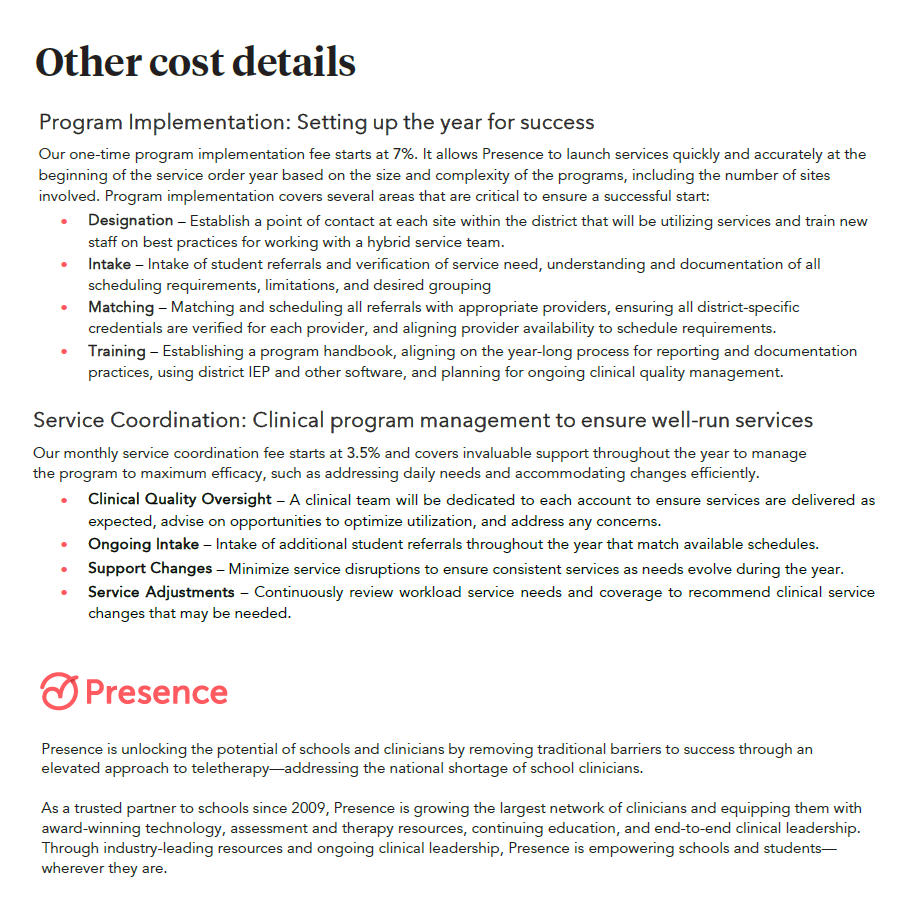 Other cost details
Program Implementation: Setting up the year for success
Our one-time program implementation fee starts at 7%. It allows Presence to launch services quickly and accurately at the
beginning of the service order year based on the size and complexity of the programs, including the number of sites
involved. Program implementation covers several areas that are critical to ensure a successful start:
• Designation – Establish a point of contact at each site within the district that will be utilizing services and train new
staff on best practices for working with a hybrid service team.
• Intake – Intake of student referrals and verification of service need, understanding and documentation of all
scheduling requirements, limitations, and desired grouping
• Matching – Matching and scheduling all referrals with appropriate providers, ensuring all district-specific
credentials are verified for each provider, and aligning provider availability to schedule requirements.
• Training – Establishing a program handbook, aligning on the year-long process for reporting and documentation
practices, using district IEP and other software, and planning for ongoing clinical quality management.
Service Coordination: Clinical program management to ensure well-run services
Our monthly service coordination fee starts at 3.5% and covers invaluable support throughout the year to manage
the program to maximum efficacy, such as addressing daily needs and accommodating changes efficiently.
• Clinical Quality Oversight – A clinical team will be dedicated to each account to ensure services are delivered as
expected, advise on opportunities to optimize utilization, and address any concerns.
• Ongoing Intake – Intake of additional student referrals throughout the year that match available schedules.
• Support Changes – Minimize service disruptions to ensure consistent services as needs evolve during the year.
• Service Adjustments – Continuously review workload service needs and coverage to recommend clinical service
changes that may be needed.
Presence
Presence is unlocking the potential of schools and clinicians by removing traditional barriers to success through an
elevated approach to teletherapy—addressing the national shortage of school clinicians.
As a trusted partner to schools since 2009, Presence is growing the largest network of clinicians and equipping them with
award-winning technology, assessment and therapy resources, continuing education, and end-to-end clinical leadership.
Through industry-leading resources and ongoing clinical leadership, Presence is empowering schools and students—
wherever they are.